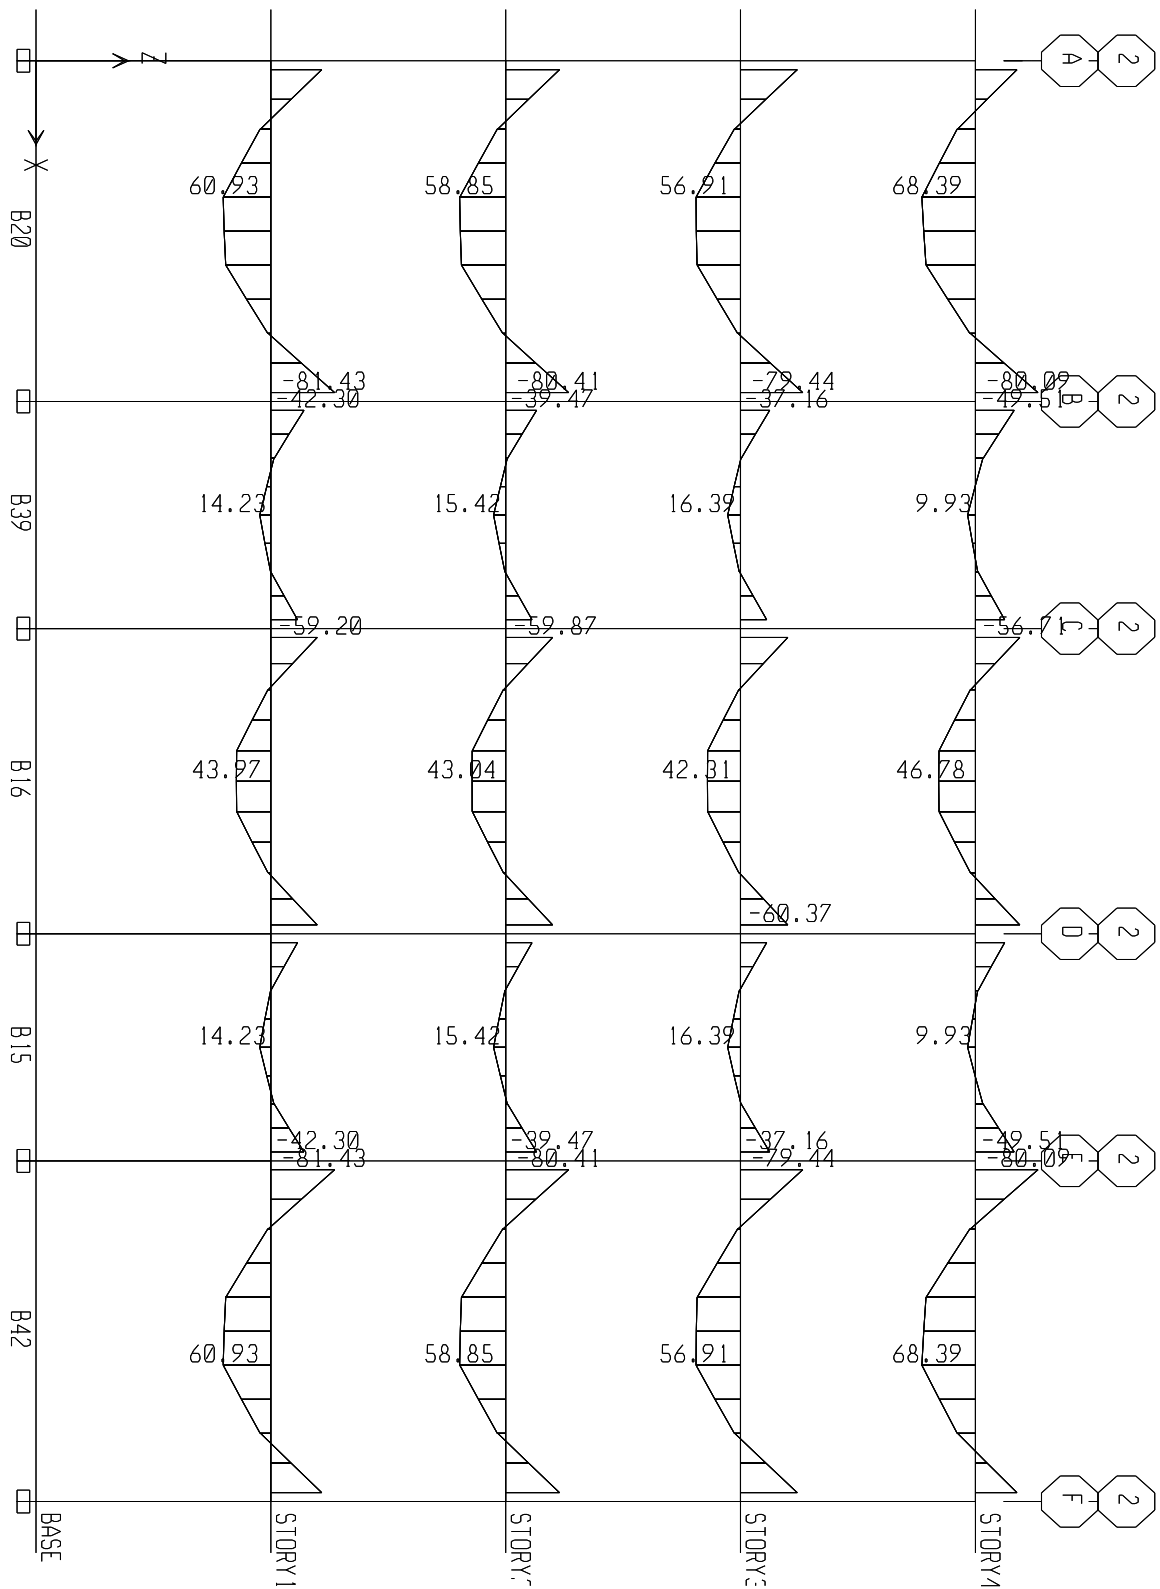 Z
A 2
X
60.93 58.85 56.91 68.39
B20
-81.43 -80.41 -79.44 -80.09
-42.30 -39.47 -37.16 -49.51
B 2
B39
14.23 15.42 16.39 9.93
-59.20 -59.87 -56.71
C 2
B16
43.97 43.04 42.31 46.78
-60.37
D 2
B15
14.23 15.42 16.39 9.93
-42.30 -39.47 -37.16 -49.51
-81.43 -80.41 -79.44 -80.09
E 2
B42
60.93 58.85 56.91 68.39
F 2
BASE
STORY1
STORY2
STORY3
STORY4